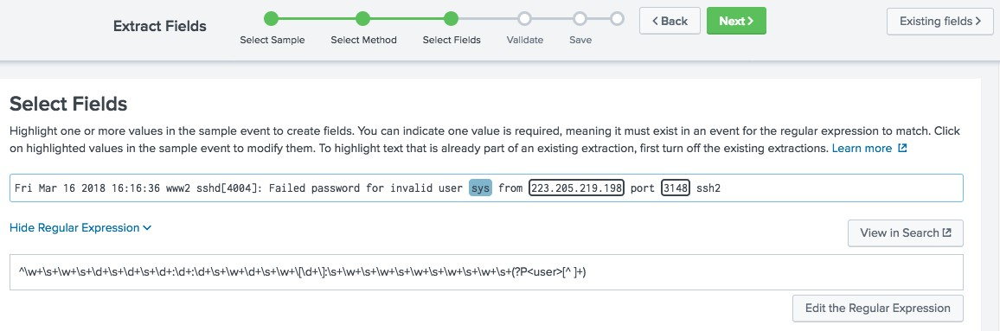 Extract Fields
Select Sample
Select Method
Select Fields
Validate
Save
< Back
Next >
Existing fields >
Select Fields
Highlight one or more values in the sample event to create fields. You can indicate one value is required, meaning it must exist in an event for the regular expression to match. Click
on highlighted values in the sample event to modify them. To highlight text that is already part of an existing extraction, first turn off the existing extractions. Learn more
Fri Mar 16 2018 16:16:36 www2 sshd[4004]: Failed password for invalid user sys from 223.205.219.198 port 3148 ssh2
Hide Regular Expression
View in Search
^\w+\s+\w+\s+\d+\s+\d+\s+\d+:\d+:\d+\s+\w+\d+\s+\w+\[\d+\]:\s+\w+\s+\w+\s+\w+\s+\w+\s+\w+\s+(?P<user>[^ ]+)
Edit the Regular Expression